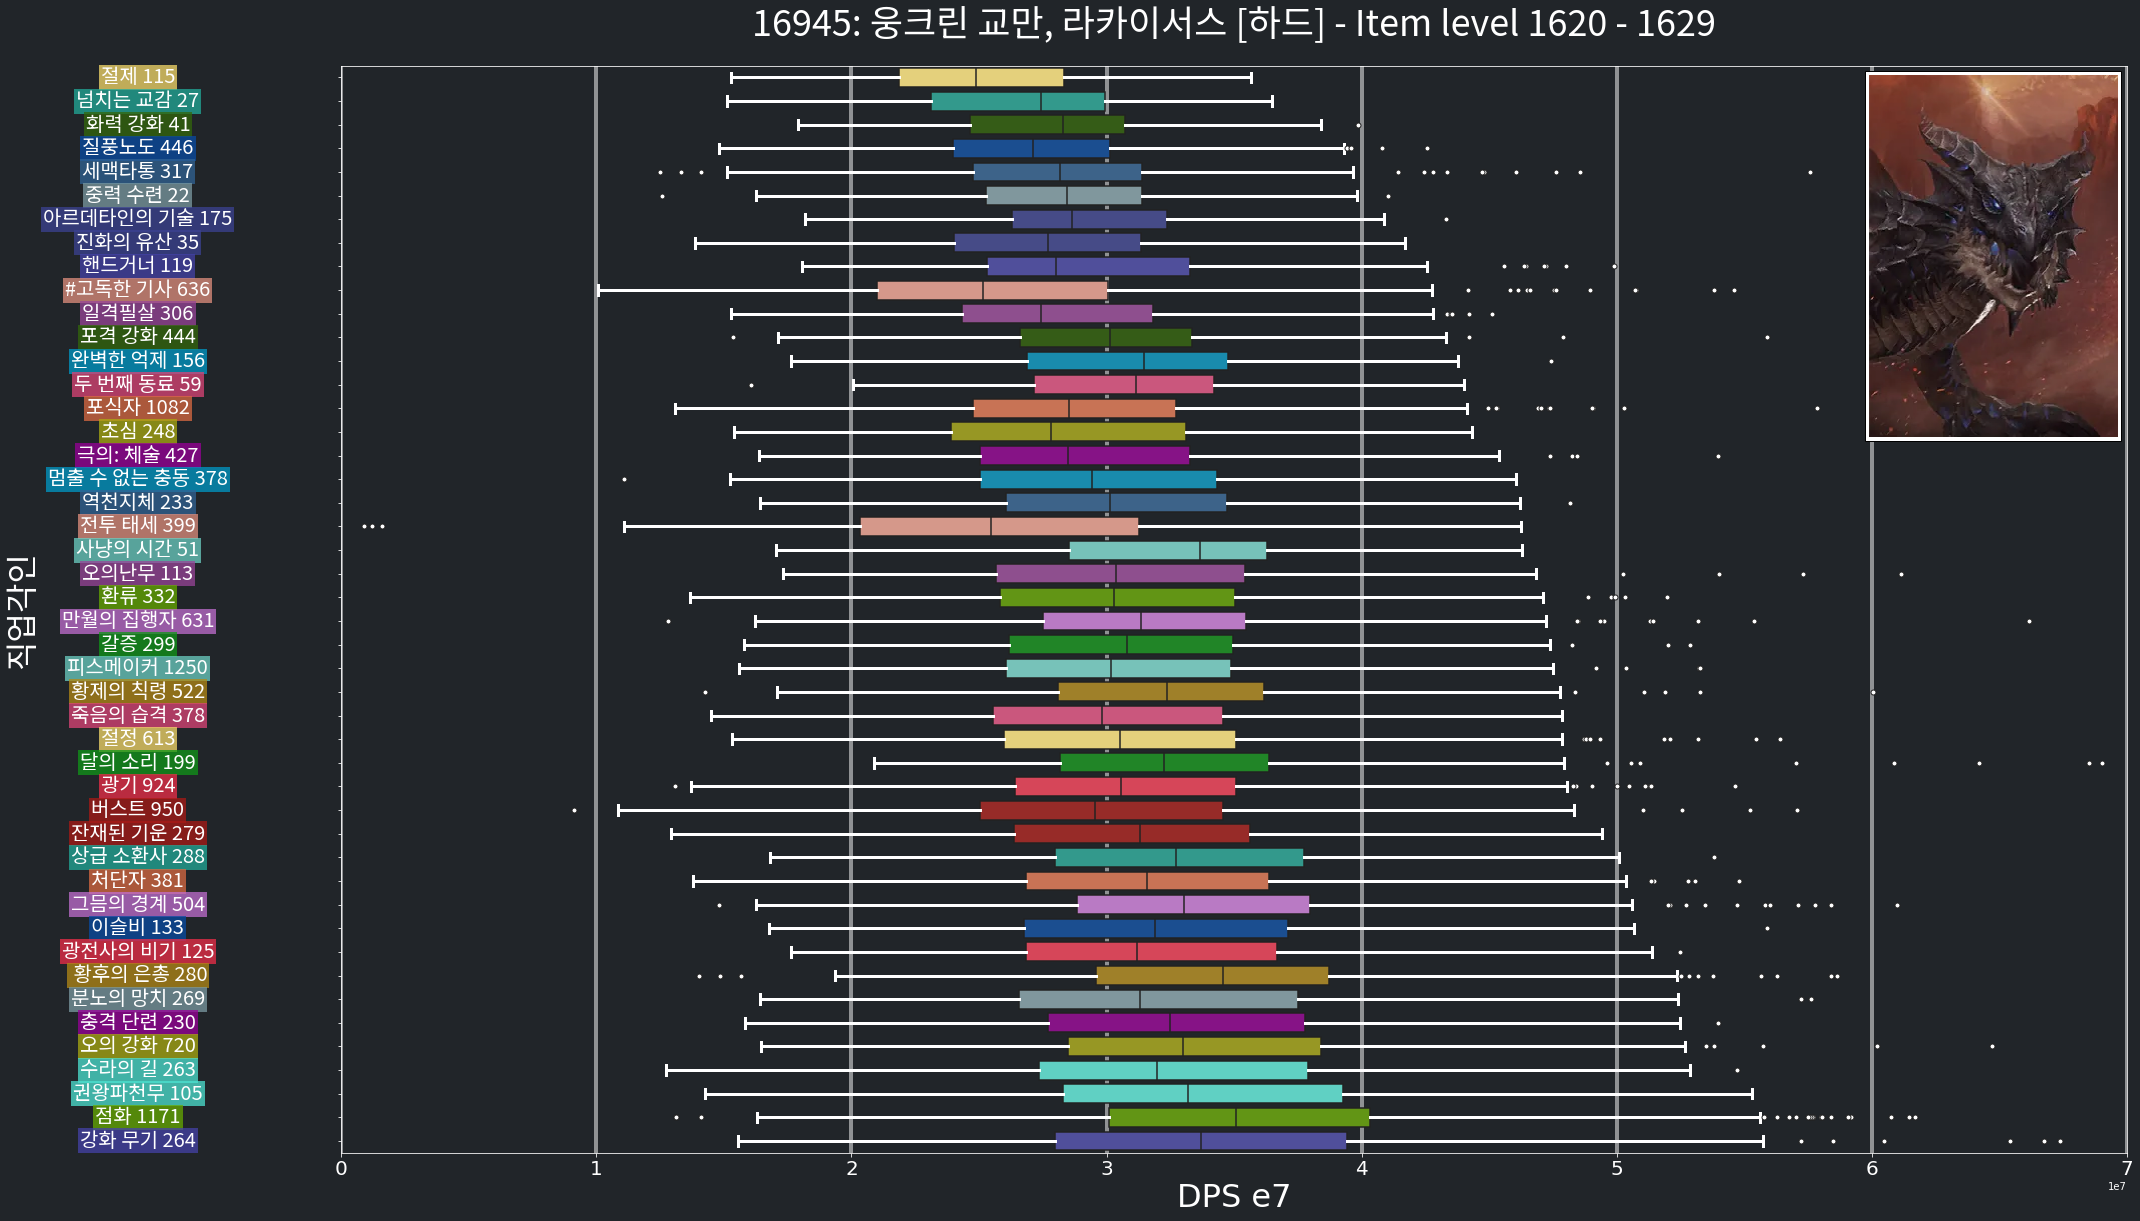 16945: 웅크린 교만, 라카이서스 [하드] - Item level 1620 - 1629
절제 115
넘치는 교감 27
화력 강화 41
질풍노도 446
세맥타통 317
중력 수련 22
아르데타인의 기술 175
진화의 유산 35
핸드거너 119
#고독한 기사 636
일격필살 306
포격 강화 444
완벽한 억제 156
두 번째 동료 59
포식자 1082
초심 248
극의: 체술 427
멈출 수 없는 충동 378
역천지체 233
전투 태세 399
사냥의 시간 51
오의난무 113
환류 332
만월의 집행자 631
갈증 299
피스메이커 1250
황제의 칙령 522
죽음의 습격 378
절정 613
달의 소리 199
광기 924
버스트 950
잔재된 기운 279
상급 소환사 288
처단자 381
그믐의 경계 504
이슬비 133
광전사의 비기 125
황후의 은총 280
분노의 망치 269
충격 단련 230
오의 강화 720
수라의 길 263
권왕파천무 105
점화 1171
강화 무기 264
직업각인
0 1 2 3 4 5 6 7
DPS e7
1e7